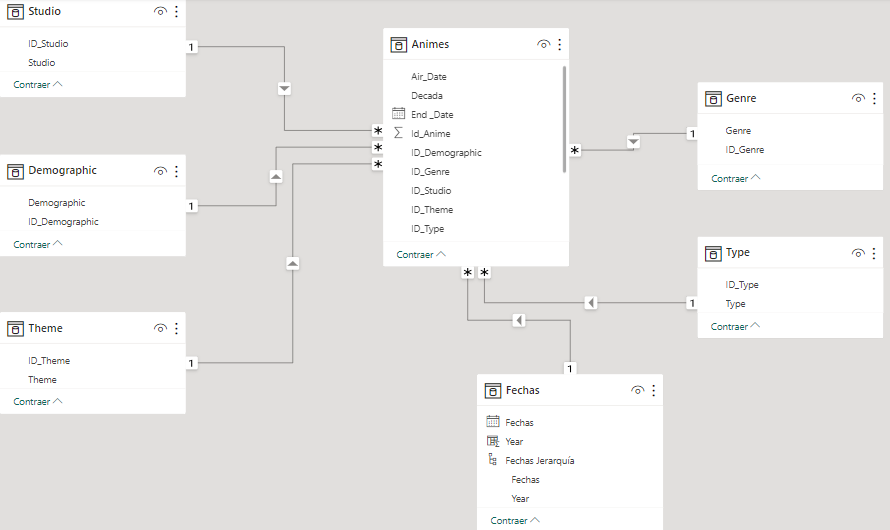 Studio
ID_Studio
Studio
Contraer
1
Demographic
Demographic
ID_Demographic
Contraer
1
Theme
ID_Theme
Theme
Contraer
1
Animes
Air_Date
Decada
End _Date
Id_Anime
ID_Demographic
ID_Genre
ID_Studio
ID_Theme
ID_Type
Contraer
*
*
*
*
*
*
Genre
Genre
ID_Genre
Contraer
1
Type
ID_Type
Type
Contraer
1
Fechas
Fechas
Year
Fechas Jerarquía
Fechas
Year
Contraer
1